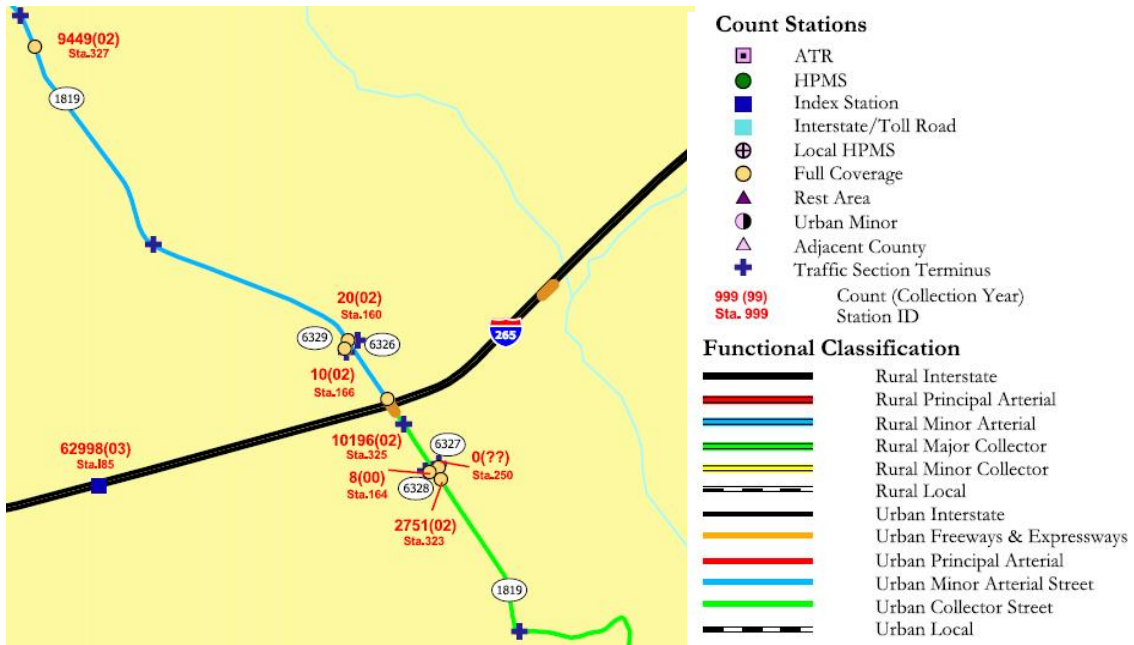 9449(02)
Sta.327
1819
20(02)
Sta.160
6329
6326
10(02)
Sta.166
265
62998(03)
Sta.I85
10196(02)
Sta.325
6327
0(??)
Sta.250
8(00)
Sta.164
6328
2751(02)
Sta.323
1819
Count Stations
ATR
HPMS
Index Station
Interstate/Toll Road
Local HPMS
Full Coverage
Rest Area
Urban Minor
Adjacent County
Traffic Section Terminus
999 (99) Count (Collection Year)
Sta. 999 Station ID
Functional Classification
Rural Interstate
Rural Principal Arterial
Rural Minor Arterial
Rural Major Collector
Rural Minor Collector
Rural Local
Urban Interstate
Urban Freeways & Expressways
Urban Principal Arterial
Urban Minor Arterial Street
Urban Collector Street
Urban Local